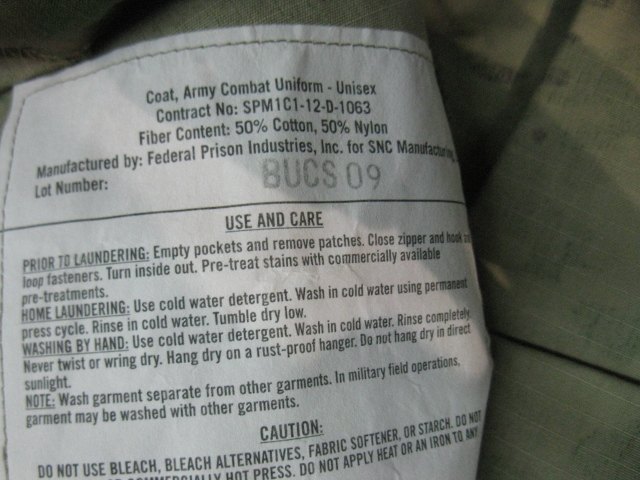 Coat, Army Combat Uniform - Unisex
Contract No: SPM1C1-12-D-1063
Fiber Content: 50% Cotton, 50% Nylon
Manufactured by: Federal Prison Industries, Inc. for SNC
Lot Number: BUCS 09
USE AND CARE
PRIOR TO LAUNDERING: Empty pockets and remove patches. Close zipper and hook
loop fasteners. Turn inside out. Pre-treat stains with commercially available
pre-treatments.
HOME LAUNDERING: Use cold water detergent. Wash in cold water using permanent
press cycle. Rinse in cold water. Tumble dry low.
WASHING BY HAND: Use cold water detergent. Wash in cold water. Rinse completely.
Never twist or wring dry. Hang dry on a rust-proof hanger. Do not hang dry in direct
sunlight.
NOTE: Wash garment separate from other garments. In military field operations,
garment may be washed with other garments.
CAUTION:
DO NOT USE BLEACH, BLEACH ALTERNATIVES, FABRIC SOFTENER, OR STARCH. DO NOT
COMMERCIALLY HOT PRESS. DO NOT APPLY HEAT OR AN IRON TO ANY